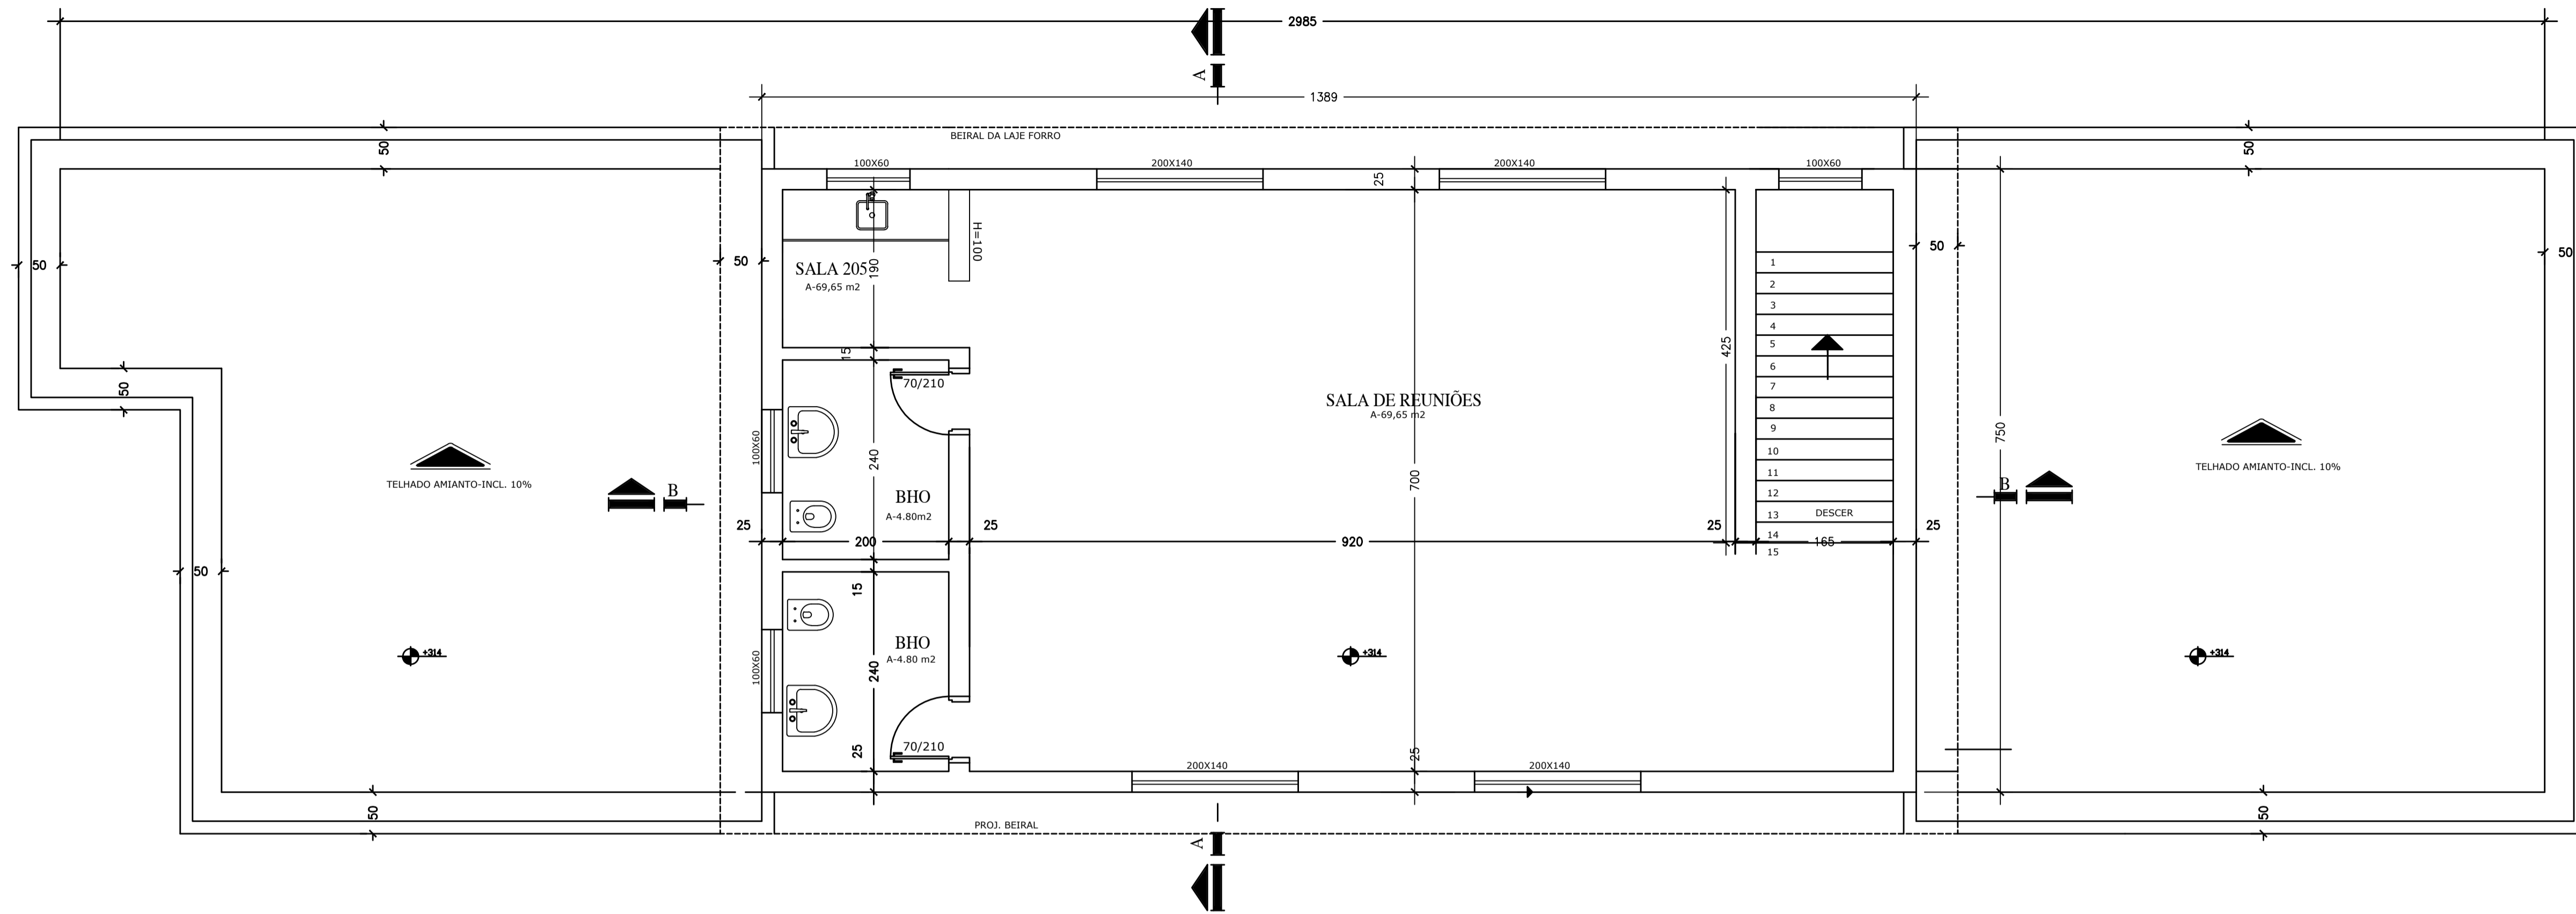 2985
A
1389
BEIRAL DA LAJE FORRO
50
50
100X60
200X140
200X140
100X60
25
H=100
50
50
50
50
SALA 205
A-69,65 m2
190
1
2
3
4
5
6
7
8
9
10
11
12
13
14
15
15
425
50
70/210
SALA DE REUNIÕES
A-69,65 m2
750
100X60
240
700
TELHADO AMIANTO-INCL. 10%
B
BHO
A-4.80m2
DESCER
B
TELHADO AMIANTO-INCL. 10%
25
200
25
920
25
165
25
50
15
BHO
A-4.80 m2
240
100X60
+314
+314
+314
25
70/210
25
200X140
200X140
50
50
PROJ. BEIRAL
A